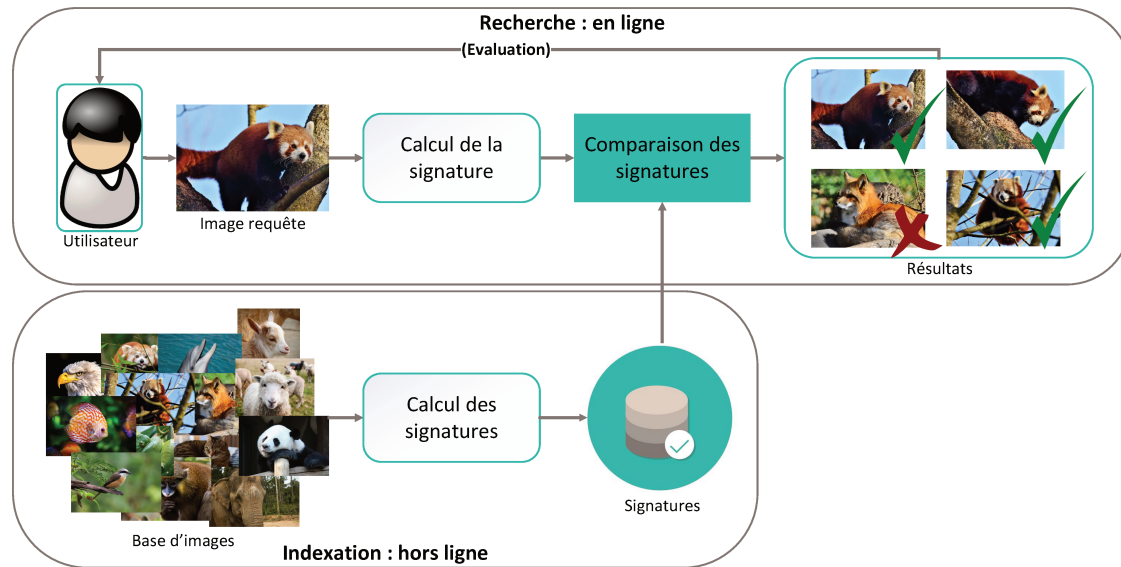 Recherche : en ligne
(Evaluation)
Utilisateur
Image requête
Calcul de la
signature
Comparaison des
signatures
Résultats
Base d’images
Calcul des
signatures
Signatures
Indexation : hors ligne